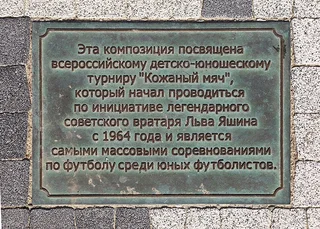 Эта композиция посвящена
всероссийскому детско-юношескому
турниру "Кожаный мяч",
который начал проводиться
по инициативе легендарного
советского вратаря Льва Яшина
с 1964 года и является
самыми массовыми соревнованиями
по футболу среди юных футболистов.